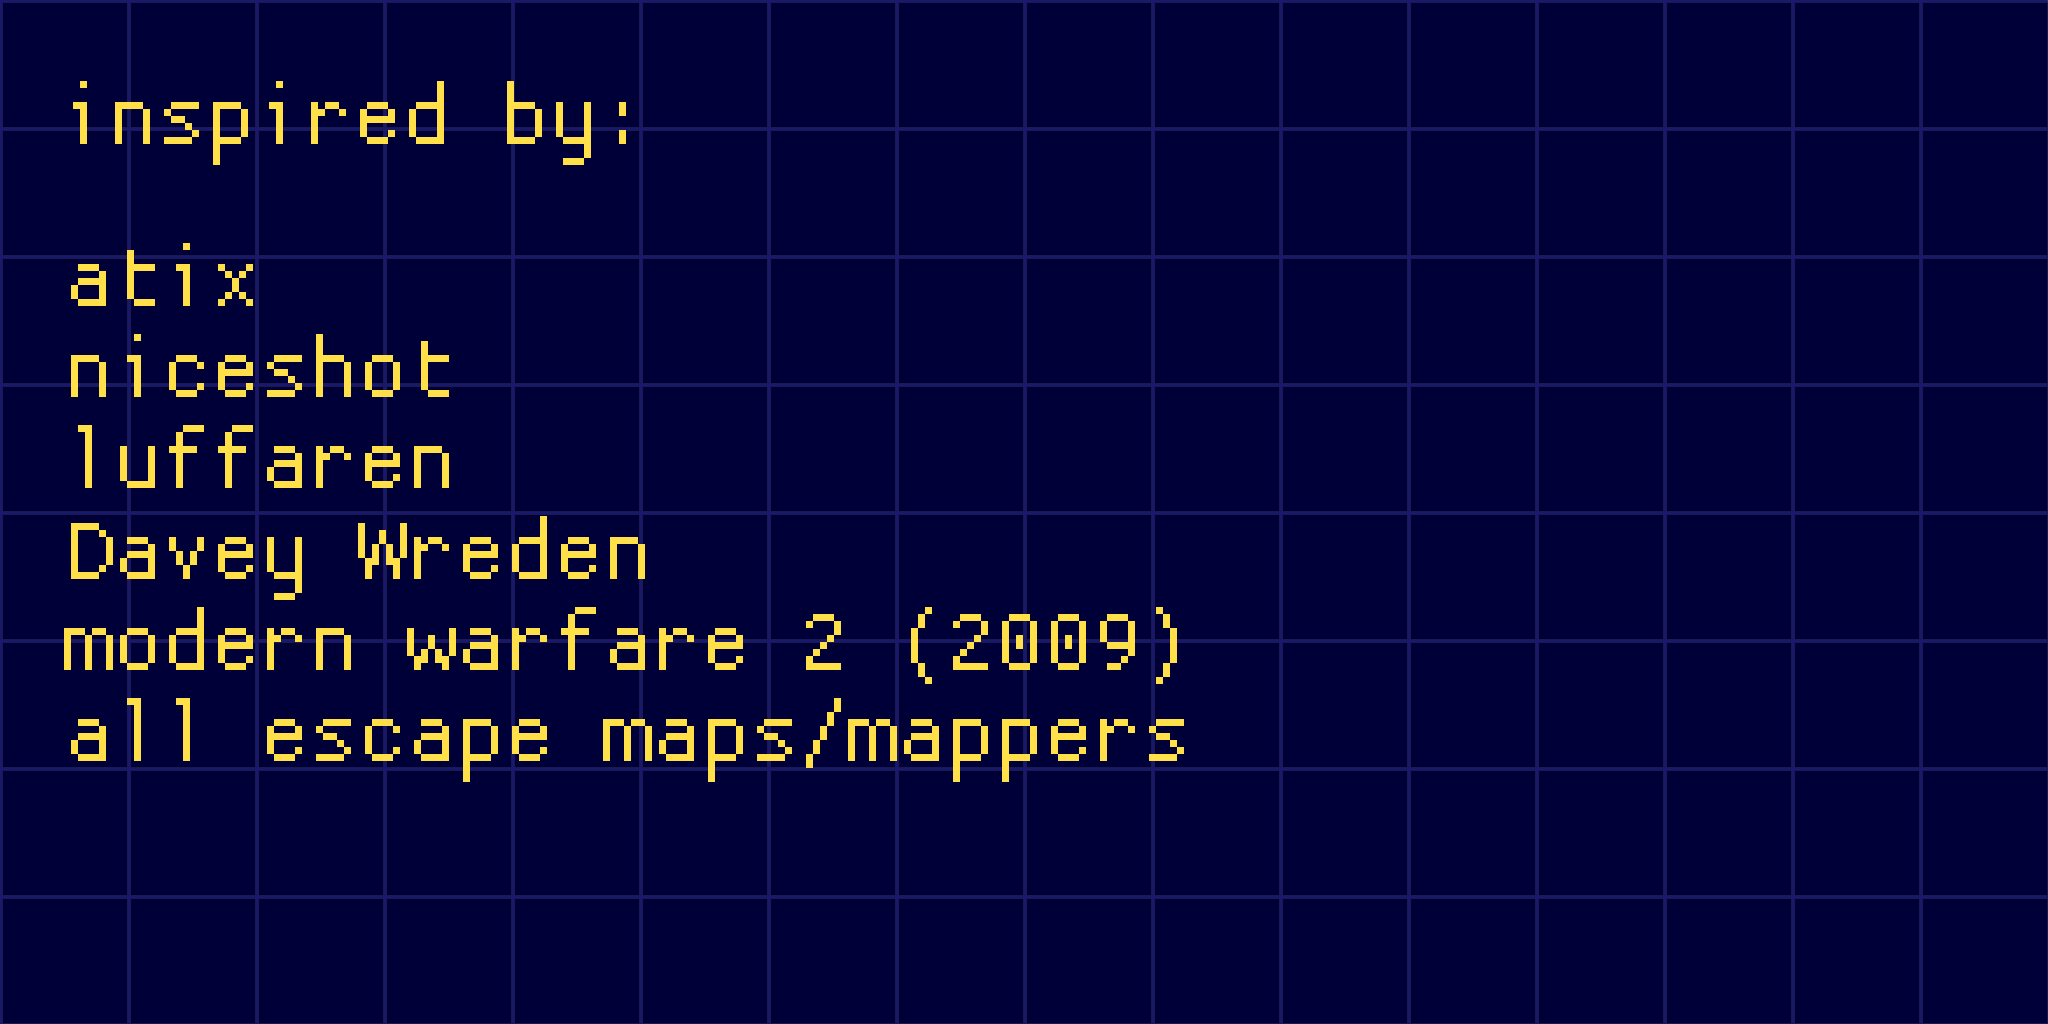 inspired by:
atix
niceshot
luffaren
Davey Wreden
modern warfare 2 (2009)
all escape maps/mappers